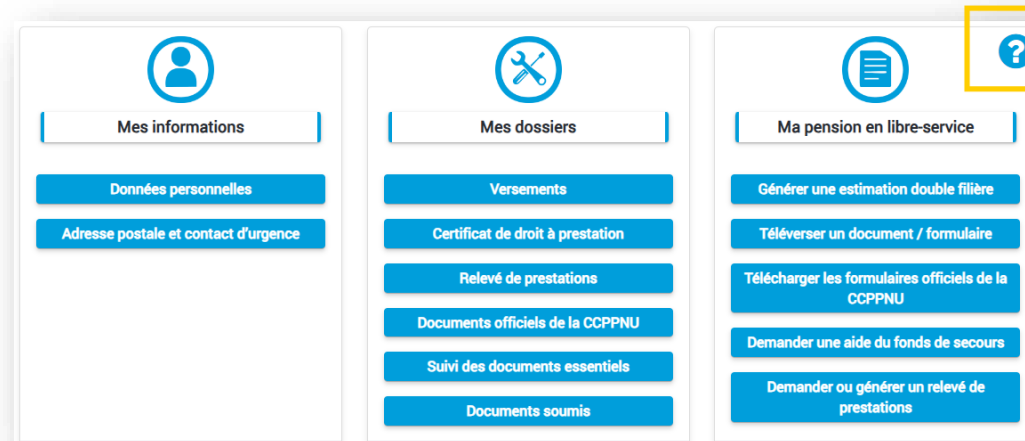 ?
Mes informations
Données personnelles
Adresse postale et contact d'urgence
Mes dossiers
Versements
Certificat de droit à prestation
Relevé de prestations
Documents officiels de la CCPPNU
Suivi des documents essentiels
Documents soumis
Ma pension en libre-service
Générer une estimation double filière
Téléverser un document / formulaire
Télécharger les formulaires officiels de la
CCPPNU
Demander une aide du fonds de secours
Demander ou générer un relevé de
prestations